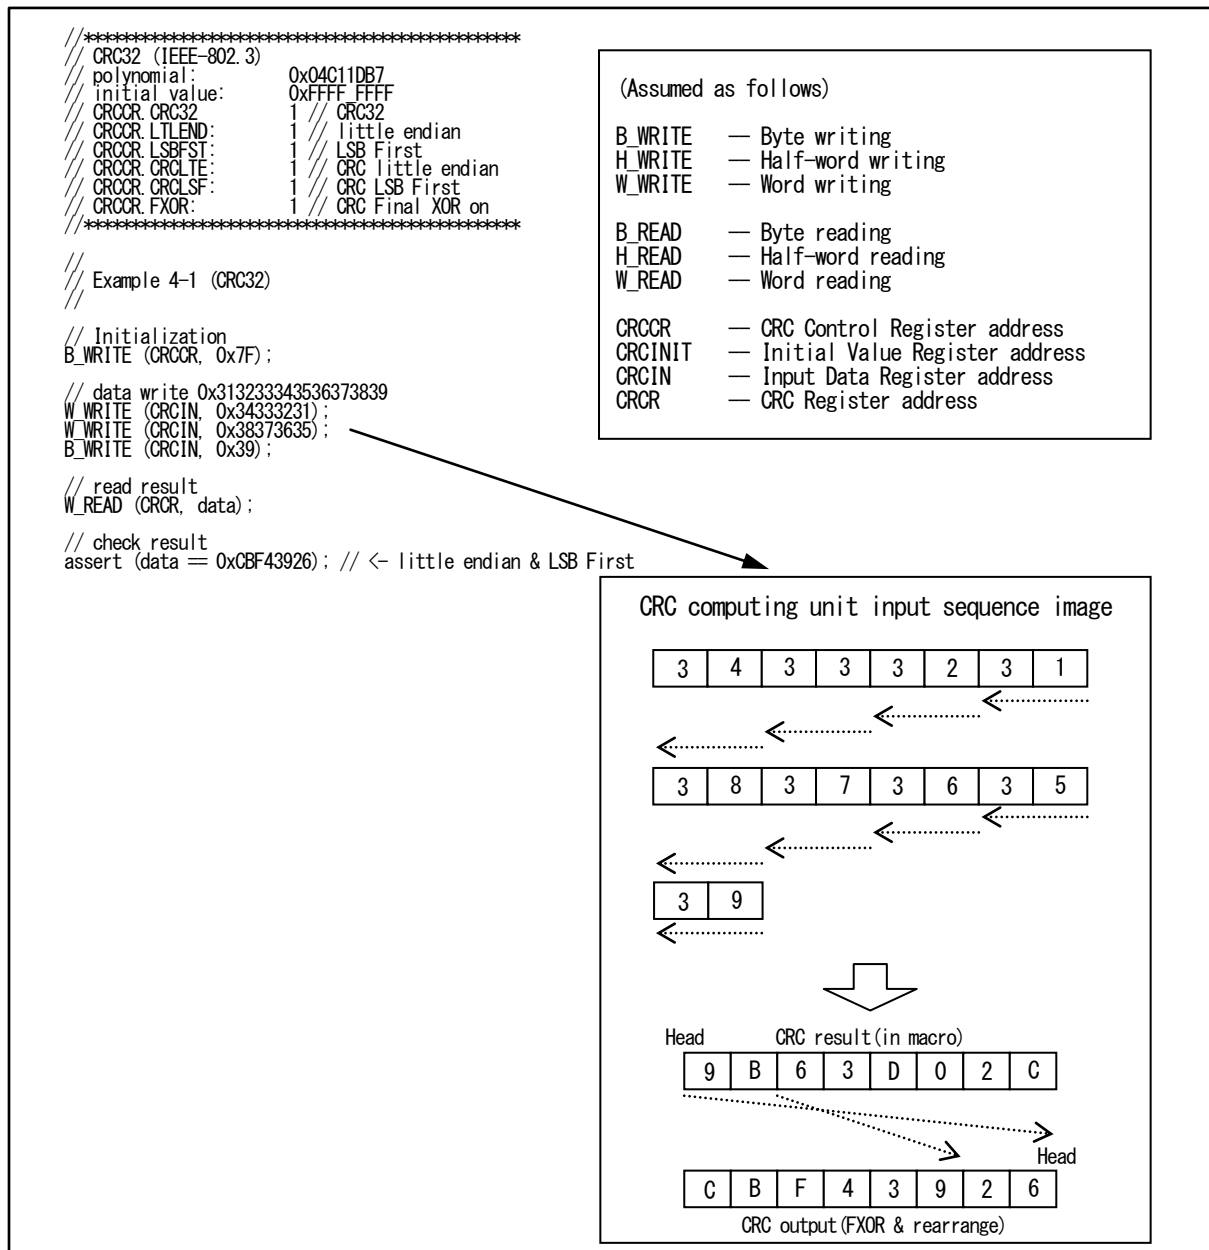 //**********************************************
// CRC32 (IEEE-802.3)
// polynomial: 0x04C11DB7
// initial value: 0xFFFF_FFFF
// CRCCR.CRC32 1 // CRC32
// CRCCR.LTLEND: 1 // little endian
// CRCCR.LSBFST: 1 // LSB First
// CRCCR.CRCLTE: 1 // CRC little endian
// CRCCR.CRCLSF: 1 // CRC LSB First
// CRCCR.FXOR: 1 // CRC Final XOR on
//**********************************************
//
// Example 4-1 (CRC32)
//
// Initialization
B_WRITE (CRCCR, 0x7F);
// data write 0x313233343536373839
W_WRITE (CRCIN, 0x34333231);
W_WRITE (CRCIN, 0x38373635);
B_WRITE (CRCIN, 0x39);
// read result
W_READ (CRCR, data);
// check result
assert (data == 0xCBF43926); // <- little endian & LSB First
(Assumed as follows)
B_WRITE — Byte writing
H_WRITE — Half-word writing
W_WRITE — Word writing
B_READ — Byte reading
H_READ — Half-word reading
W_READ — Word reading
CRCCR — CRC Control Register address
CRCINIT — Initial Value Register address
CRCIN — Input Data Register address
CRCR — CRC Register address
CRC computing unit input sequence image
3 4 3 3 3 2 3 1
3 8 3 7 3 6 3 5
3 9
Head CRC result(in macro)
9 B 6 3 D 0 2 C
Head
C B F 4 3 9 2 6
CRC output(FXOR & rearrange)